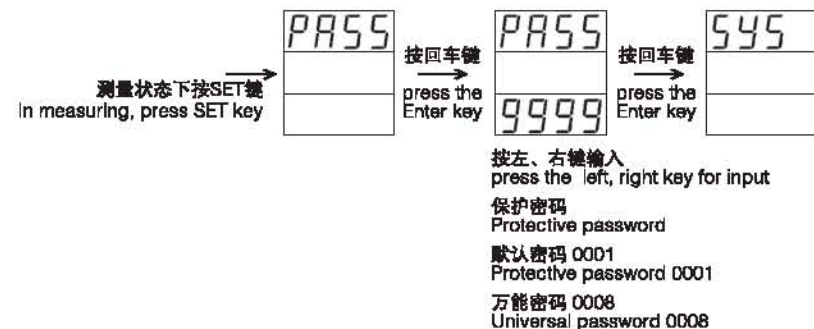 PASS
PASS
SYS
按回车键
按回车键
测量状态下按SET键
In measuring, press SET key
press the
Enter key
press the
Enter key
9999
按左、右键输入
press the left, right key for input
保护密码
Protective password
默认密码 0001
Protective password 0001
万能密码 0008
Universal password 0008